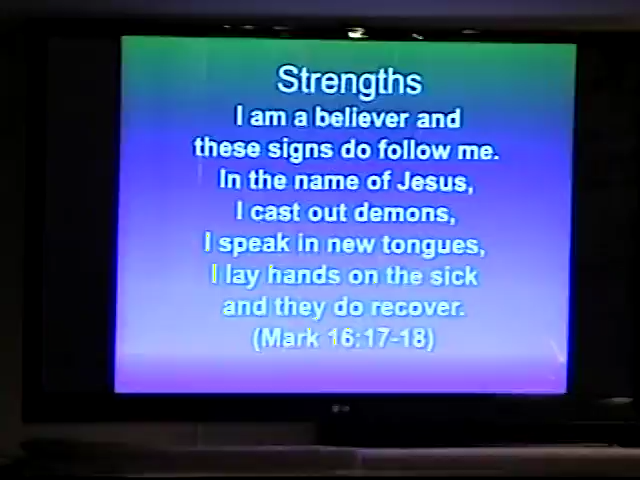 Strengths
I am a believer and
these signs do follow me.
In the name of Jesus,
I cast out demons,
I speak in new tongues,
I lay hands on the sick
and they do recover.
(Mark 16:17-18)
LG